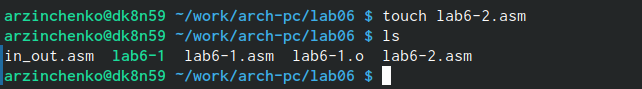 arzinchenko@dk8n59 ~/work/arch-pc/lab06 $ touch lab6-2.asm
arzinchenko@dk8n59 ~/work/arch-pc/lab06 $ ls
in_out.asm  lab6-1  lab6-1.asm  lab6-1.o  lab6-2.asm
arzinchenko@dk8n59 ~/work/arch-pc/lab06 $